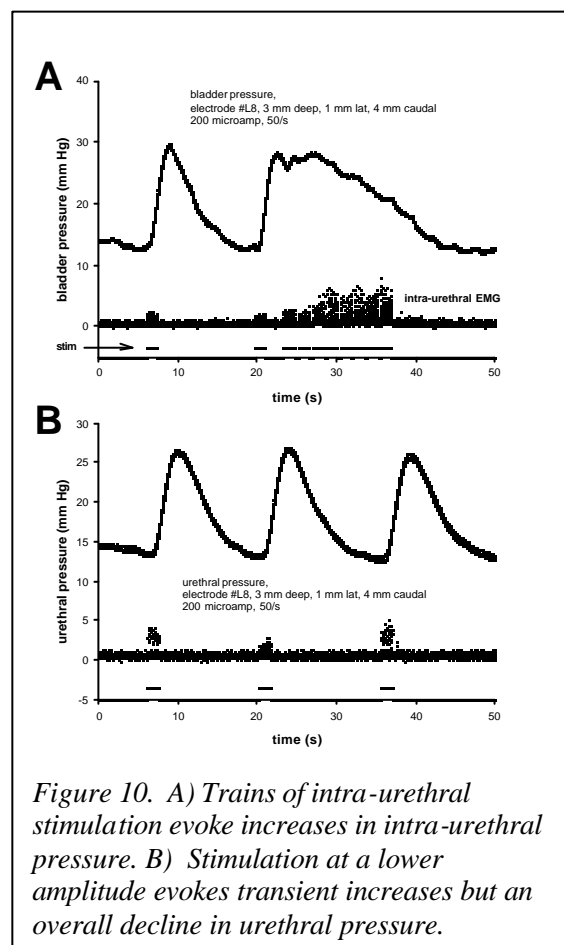 A
40
bladder pressure,
electrode #L8, 3 mm deep, 1 mm lat, 4 mm caudal
200 microamp, 50/s
30
20
10
0
bladder pressure (mm Hg)
intra-urethral EMG
stim
0 10 20 30 40 50
time (s)
B
30
25
20
15
10
5
0
-5
urethral pressure (mm Hg)
urethral pressure,
electrode #L8, 3 mm deep, 1 mm lat, 4 mm caudal
200 microamp, 50/s
0 10 20 30 40 50
time (s)
Figure 10. A) Trains of intra-urethral
stimulation evoke increases in intra-urethral
pressure. B) Stimulation at a lower
amplitude evokes transient increases but an
overall decline in urethral pressure.